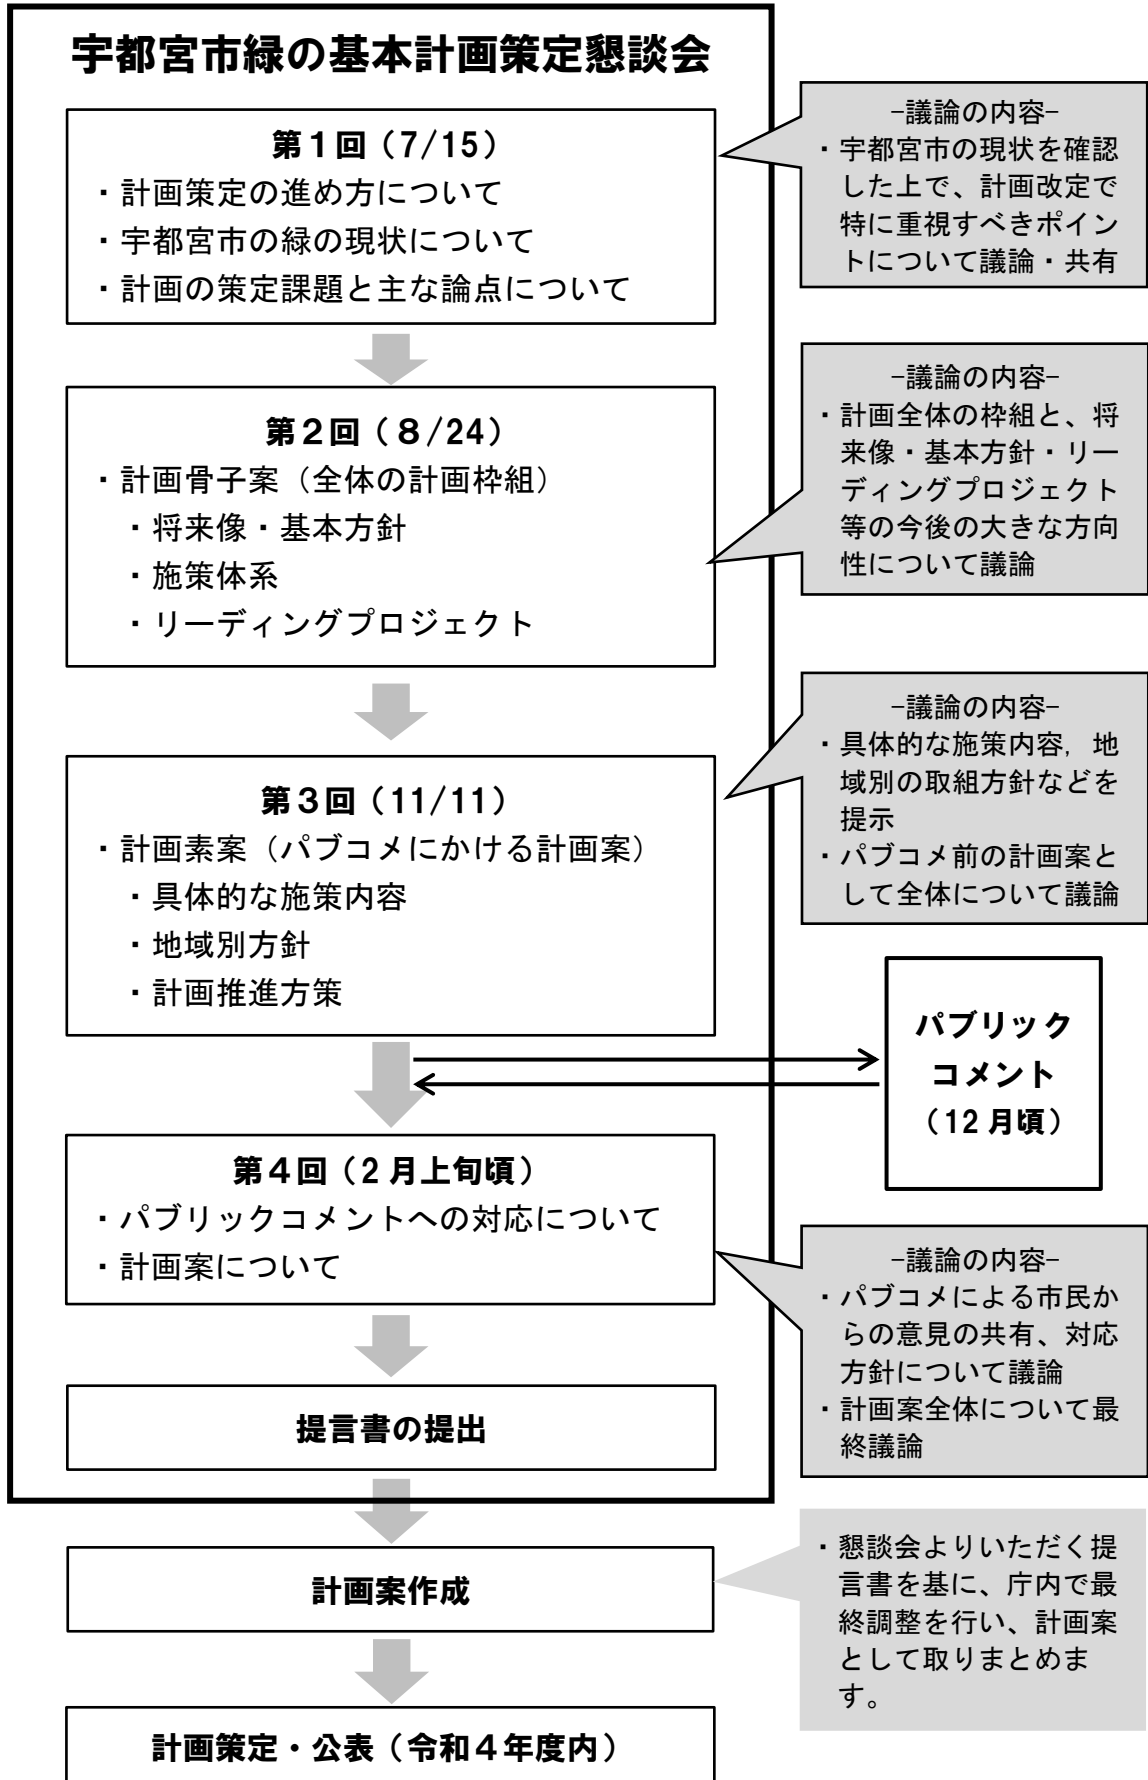 宇都宮市緑の基本計画策定懇談会
第１回（7/15）
・計画策定の進め方について
・宇都宮市の緑の現状について
・計画の策定課題と主な論点について
−議論の内容−
・宇都宮市の現状を確認
した上で、計画改定で
特に重視すべきポイン
トについて議論・共有
第２回（８/24）
・計画骨子案（全体の計画枠組）
・将来像・基本方針
・施策体系
・リーディングプロジェクト
−議論の内容−
・計画全体の枠組と、将
来像・基本方針・リー
ディングプロジェクト
等の今後の大きな方向
性について議論
第３回（11/11）
・計画素案（パブコメにかける計画案）
・具体的な施策内容
・地域別方針
・計画推進方策
−議論の内容−
・具体的な施策内容，地
域別の取組方針などを
提示
・パブコメ前の計画案と
して全体について議論
パブリック
コメント
（12 月頃）
第４回（2 月上旬頃）
・パブリックコメントへの対応について
・計画案について
−議論の内容−
・パブコメによる市民か
らの意見の共有、対応
方針について議論
・計画案全体について最
終議論
提言書の提出
計画案作成
・懇談会よりいただく提
言書を基に、庁内で最
終調整を行い、計画案
として取りまとめま
す。
計画策定・公表（令和４年度内）